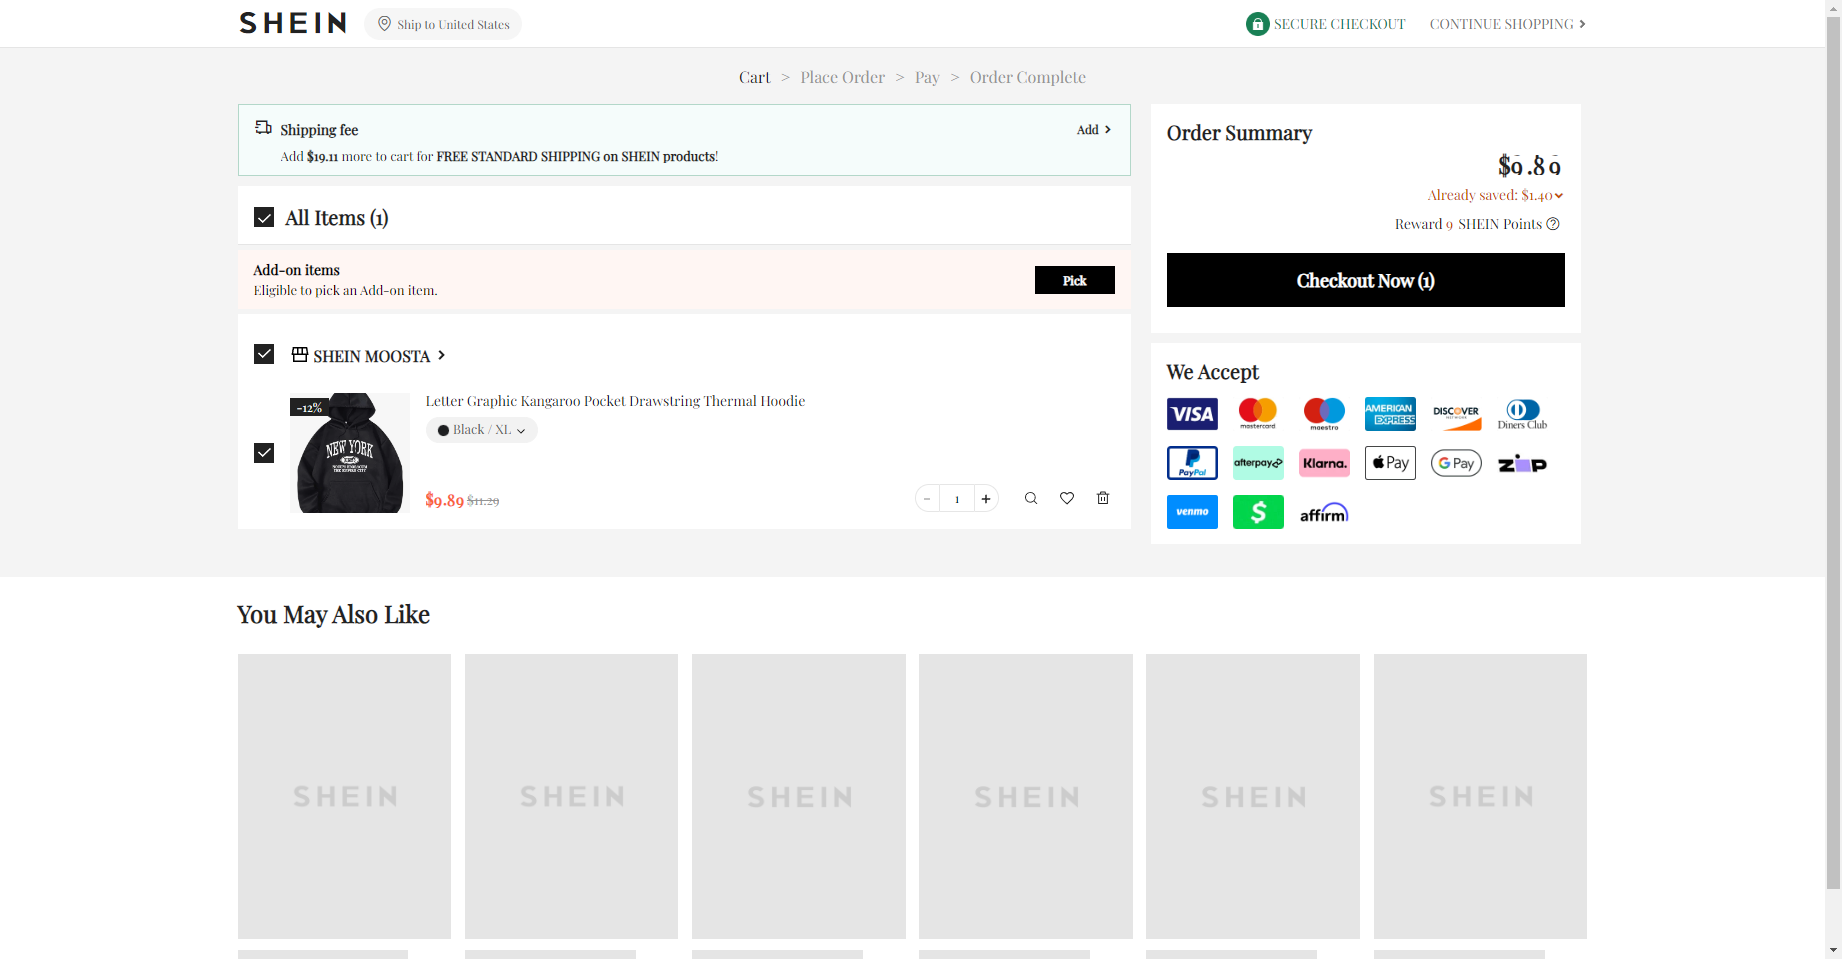 SHEIN
Ship to United States
SECURE CHECKOUT
CONTINUE SHOPPING >
Cart > Place Order > Pay > Order Complete
Shipping fee
Add >
Add $19.11 more to cart for FREE STANDARD SHIPPING on SHEIN products!
All Items (1)
Add-on items
Eligible to pick an Add-on item.
Pick
SHEIN MOOSTA >
-12%
NEW YORK
Letter Graphic Kangaroo Pocket Drawstring Thermal Hoodie
Black / XL
$9.89 $11.29
- 1 +
Order Summary
$9.89
Already saved: $1.40
Reward 9 SHEIN Points ?
Checkout Now (1)
We Accept
VISA
mastercard
maestro
AMERICAN EXPRESS
DISCOVER
Diners Club
PayPal
afterpay
Klarna.
Pay
G Pay
ZIP
venmo
$
affirm
You May Also Like
SHEIN
SHEIN
SHEIN
SHEIN
SHEIN
SHEIN